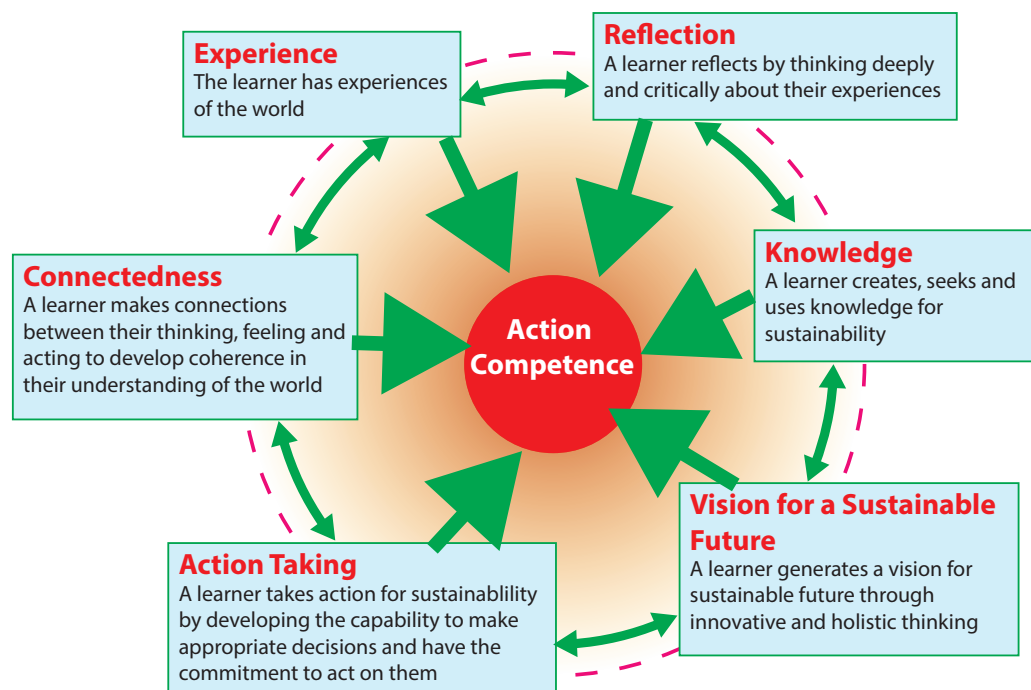 Experience
The learner has experiences
of the world
Reflection
A learner reflects by thinking deeply
and critically about their experiences
Connectedness
A learner makes connections
between their thinking, feeling and
acting to develop coherence in
their understanding of the world
Action
Competence
Knowledge
A learner creates, seeks and
uses knowledge for
sustainability
Action Taking
A learner takes action for sustainablility
by developing the capability to make
appropriate decisions and have the
commitment to act on them
Vision for a Sustainable
Future
A learner generates a vision for
sustainable future through
innovative and holistic thinking